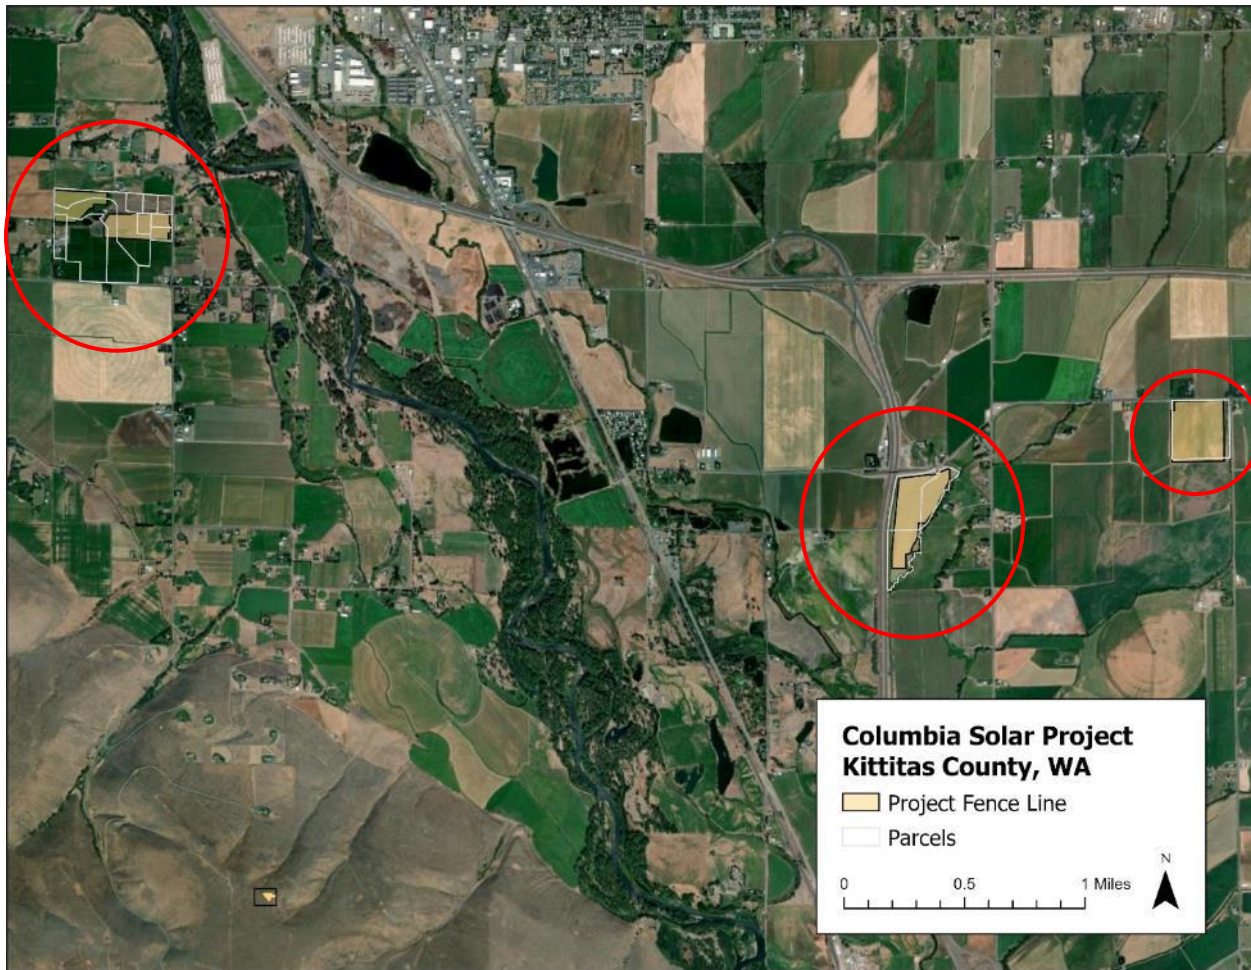 Columbia Solar Project
Kittitas County, WA
Project Fence Line
Parcels
N
0 0.5 1 Miles